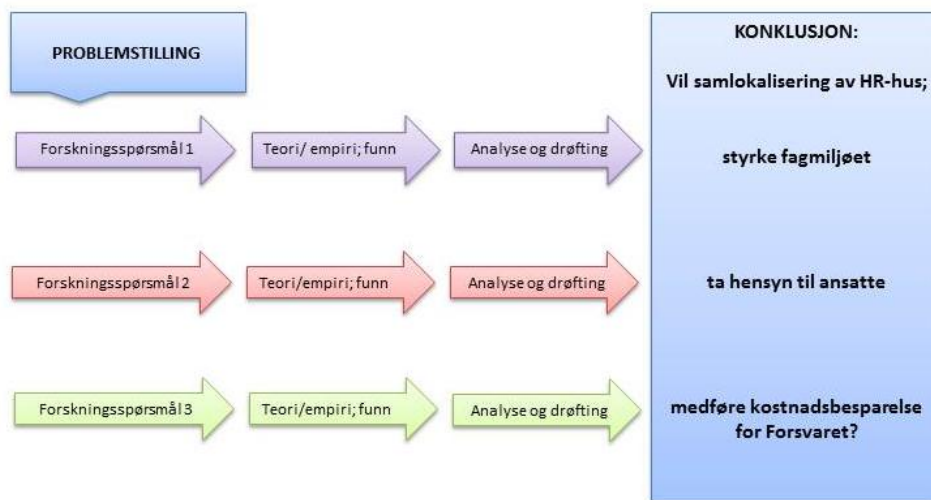 PROBLEMSTILLING
KONKLUSJON:
Vil samlokalisering av HR-hus;
Forskningsspørsmål 1
Teori/ empiri; funn
Analyse og drøfting
styrke fagmiljøet
Forskningsspørsmål 2
Teori/empiri; funn
Analyse og drøfting
ta hensyn til ansatte
Forskningsspørsmål 3
Teori/empiri; funn
Analyse og drøfting
medføre kostnadsbesparelse
for Forsvaret?